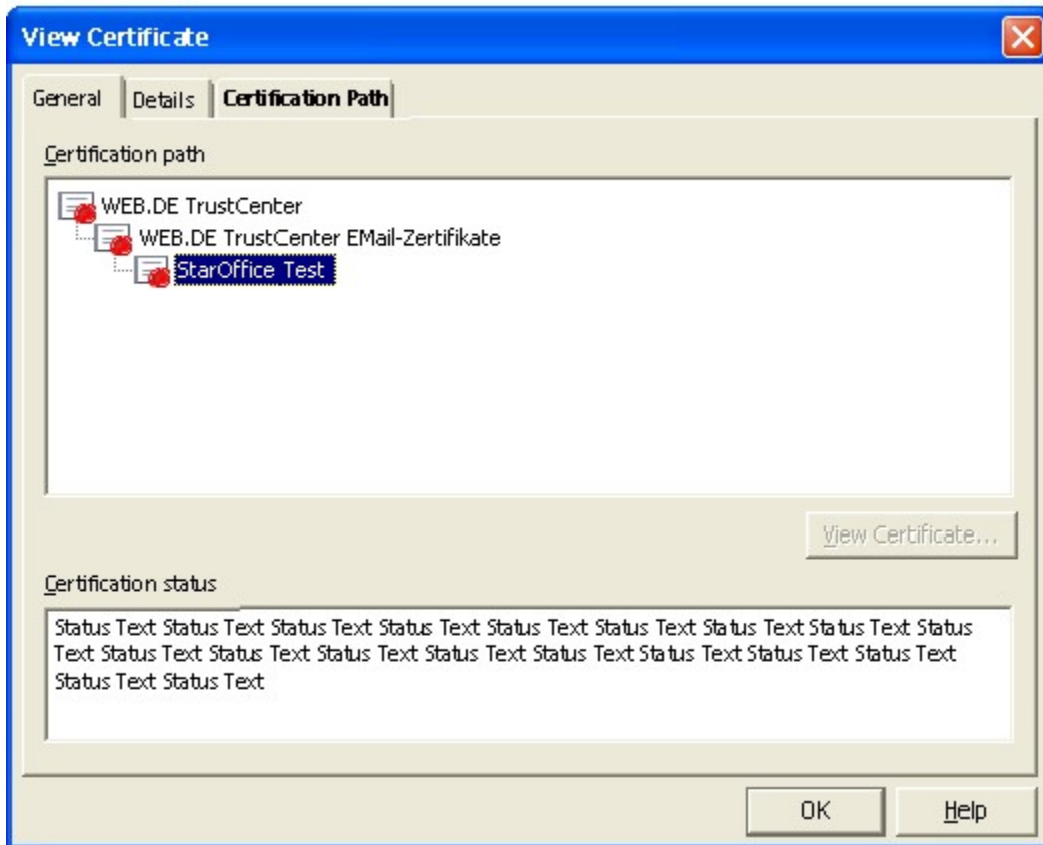 View Certificate
General Details Certification Path
Certification path
WEB.DE TrustCenter
WEB.DE TrustCenter EMail-Zertifikate
StarOffice Test
View Certificate...
Certification status
Status Text Status Text Status Text Status Text Status Text Status Text Status Text Status Text Status
Text Status Text Status Text Status Text Status Text Status Text Status Text Status Text Status Text
Status Text Status Text
OK Help